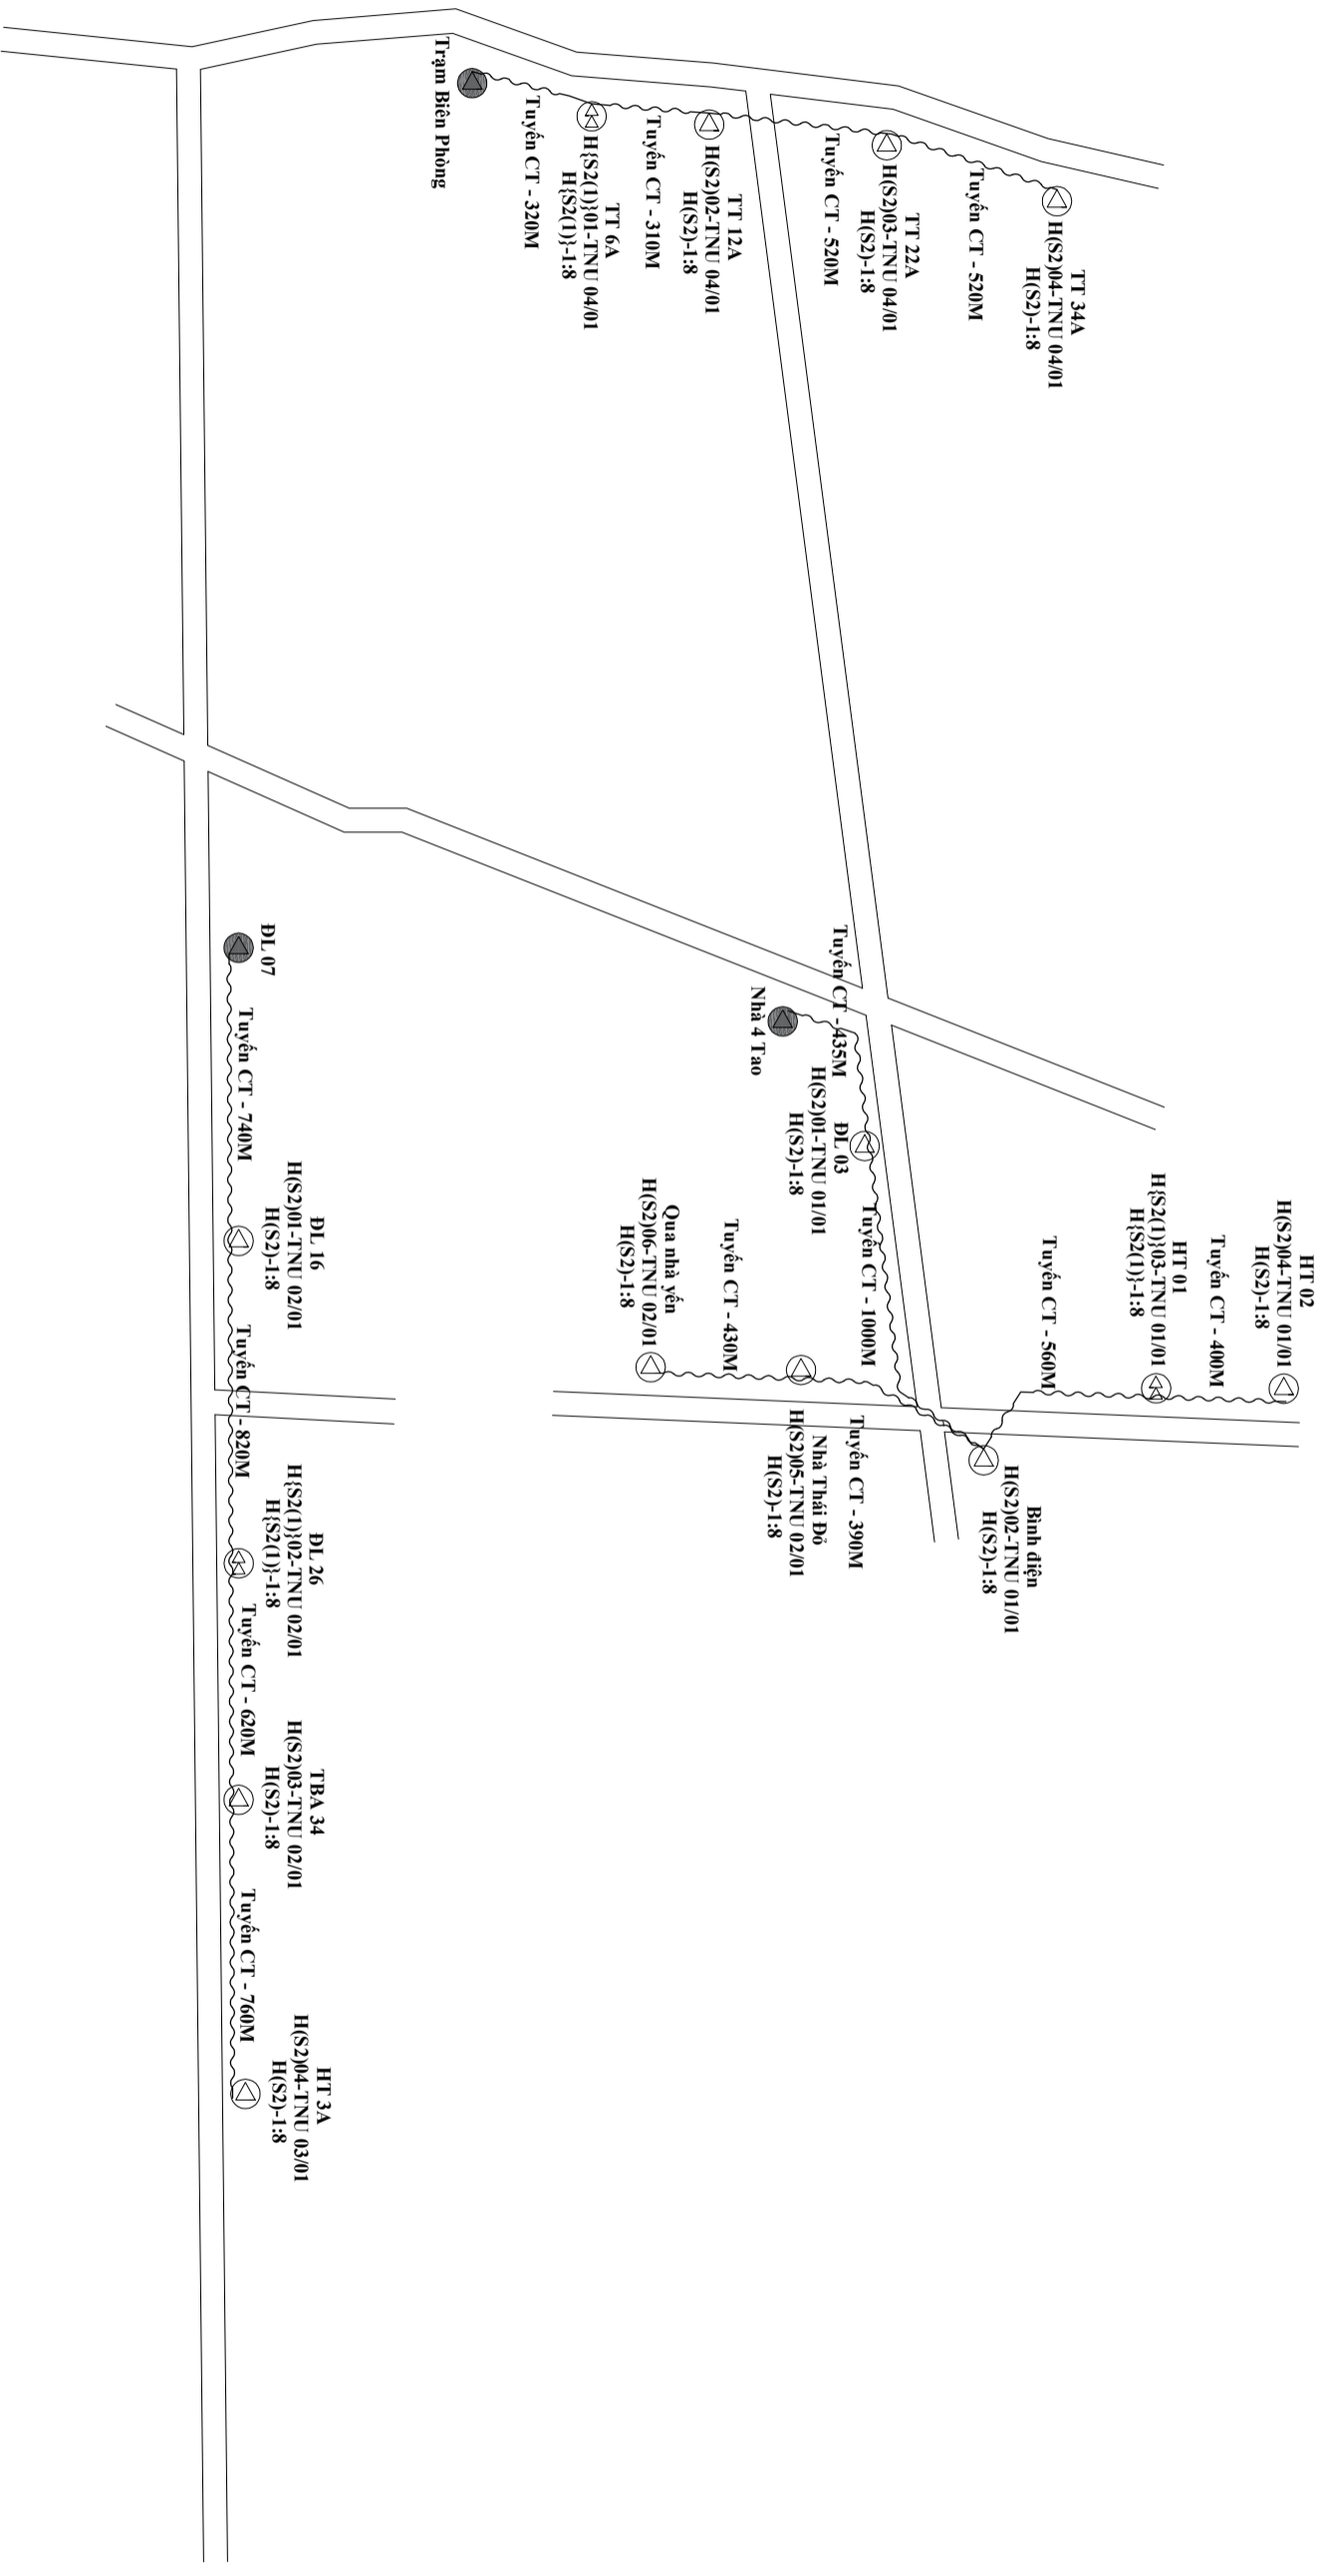 Trạm Biên Phòng
Tuyến CT - 320M
TT 6A
H{S2(1)}01-TNU 04/01
H{S2(1)}-1:8
Tuyến CT - 310M
TT 12A
H(S2)02-TNU 04/01
H(S2)-1:8
Tuyến CT - 520M
TT 22A
H(S2)03-TNU 04/01
H(S2)-1:8
Tuyến CT - 520M
TT 34A
H(S2)04-TNU 04/01
H(S2)-1:8
Nhà 4 Tao
Tuyến CT - 435M
ĐL 03
H(S2)01-TNU 01/01
H(S2)-1:8
Tuyến CT - 1000M
Bình điện
H(S2)02-TNU 01/01
H(S2)-1:8
Tuyến CT - 560M
HT 01
H{S2(1)}03-TNU 01/01
H{S2(1)}-1:8
Tuyến CT - 400M
HT 02
H(S2)04-TNU 01/01
H(S2)-1:8
Tuyến CT - 390M
Nhà Thái Đô
H(S2)05-TNU 02/01
H(S2)-1:8
Tuyến CT - 430M
Qua nhà yến
H(S2)06-TNU 02/01
H(S2)-1:8
ĐL 07
Tuyến CT - 740M
ĐL 16
H(S2)01-TNU 02/01
H(S2)-1:8
Tuyến CT - 820M
ĐL 26
H{S2(1)}02-TNU 02/01
H{S2(1)}-1:8
Tuyến CT - 620M
TBA 34
H(S2)03-TNU 02/01
H(S2)-1:8
Tuyến CT - 760M
HT 3A
H(S2)04-TNU 03/01
H(S2)-1:8